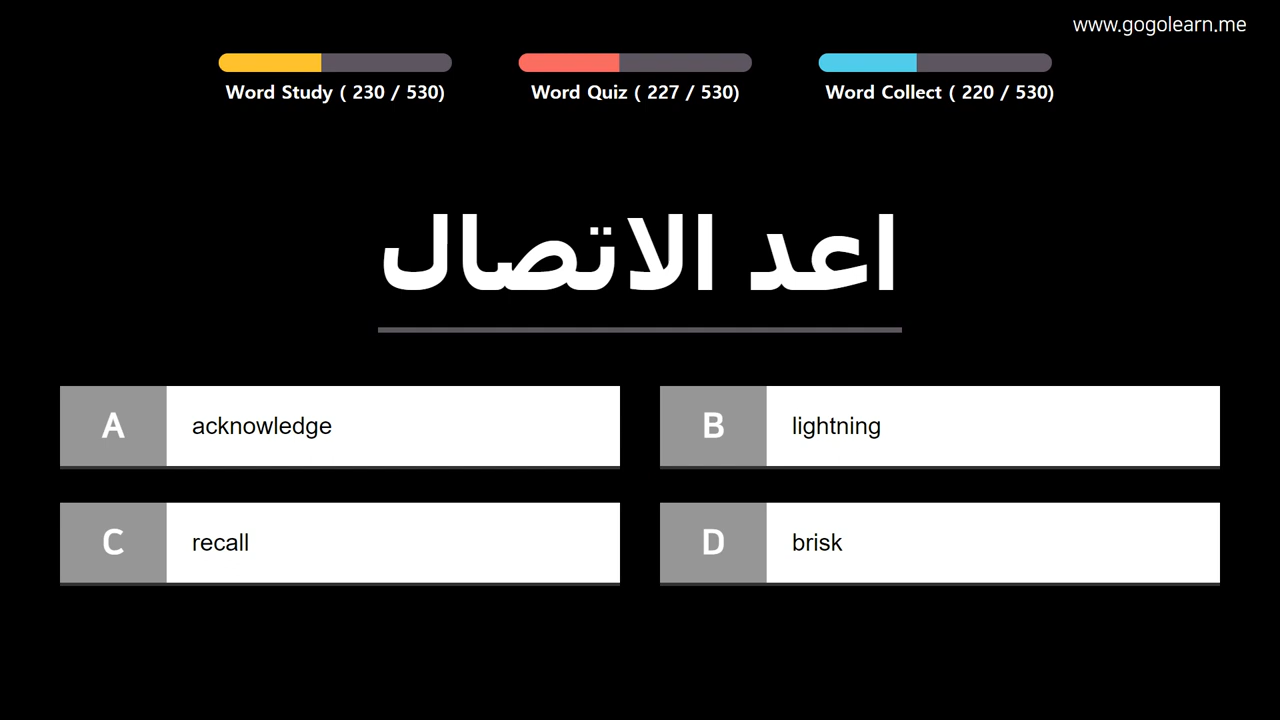 www.gogolearn.me
Word Study ( 230 / 530)
Word Quiz ( 227 / 530)
Word Collect ( 220 / 530)
اعد الاتصال
A acknowledge
B lightning
C recall
D brisk